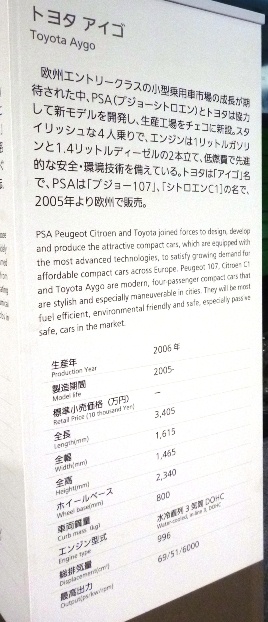 トヨタ アイゴ
Toyota Aygo
欧州エントリークラスの小型乗用車市場の成長が期
待された中、PSA(プジョーシトロエン)とトヨタは協力
して新モデルを開発し、生産工場をチェコに新設。スタ
イリッシュな4人乗りで、エンジンは1リットルガソリ
ンと1.4リットルディーゼルの2本立て、低燃費で先進
的な安全・環境技術を備えている。トヨタは「アイゴ」名
で、PSAは「プジョー107」、「シトロエンC1」の名で、
2005年より欧州で販売。
PSA Peugeot Citroen and Toyota joined forces to design, develop
and produce the attractive compact cars, which are equipped with
the most advanced technologies, to satisfy growing demand for
affordable compact cars across Europe. Peugeot 107, Citroen C1
and Toyota Aygo are modern, four-passenger compact cars that
are stylish and especially maneuverable in cities. They will be most
fuel efficient, environmental friendly and safe, especially passive
safe, cars in the market.
生産年 2006年
Production Year
製造期間 2005-
Model life
標準小売価格(万円) —
Retail Price (10 thousand Yen)
全長 3,405
Length(mm)
全幅 1,615
Width(mm)
全高 1,465
Height(mm)
ホイールベース 2,340
Wheel base(mm)
車両質量 800
Curb mass (kg)
エンジン型式 水冷直列3気筒DOHC
Engine type Water-cooled, in-line 3, DOHC
総排気量 996
Displacement(cm³)
最高出力 69/51/6000
Output(ps/kw/rpm)